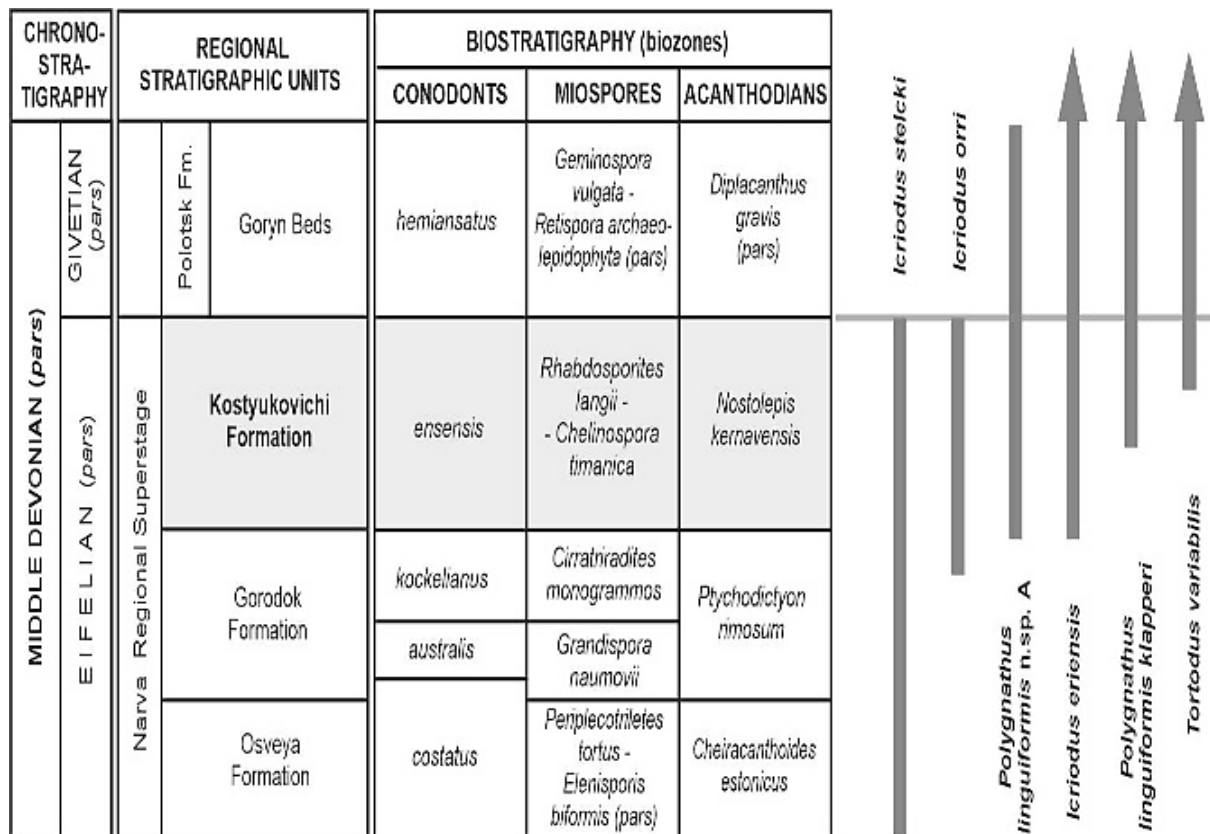 CHRONO-
STRA-
TIGRAPHY
REGIONAL
STRATIGRAPHIC UNITS
BIOSTRATIGRAPHY (biozones)
CONODONTS
MIOSPORES
ACANTHODIANS
MIDDLE DEVONIAN (pars)
GIVETIAN
(pars)
Polotsk Fm.
Goryn Beds
hemiansatus
Geminospora
vulgata -
Retispora archaeo-
lepidophyta (pars)
Diplacanthus
gravis
(pars)
EIFELIAN (pars)
Narva Regional Superstage
Kostyukovichi
Formation
ensensis
Rhabdosporites
langii -
- Chelinospora
timanica
Nostolepis
kernavensis
Gorodok
Formation
kockelianus
Cirratriradites
monogrammos
Ptychodictyon
rimosum
australis
Grandispora
naumovii
Osveya
Formation
costatus
Periplecotriletes
tortus -
Elenisporis
biformis (pars)
Cheiracanthoides
estonicus
Icriodus stelcki
Icriodus orri
Polygnathus
linguiformis n.sp. A
Icriodus eriensis
Polygnathus
linguiformis klapperi
Tortodus variabilis